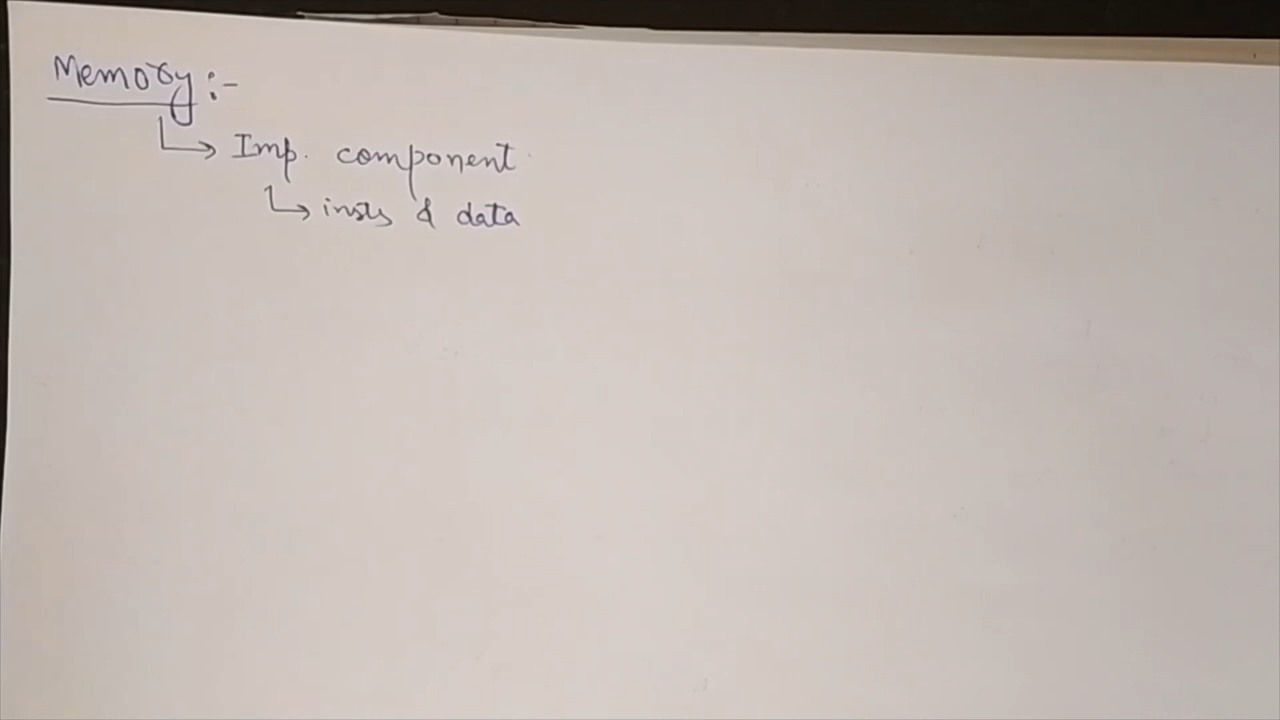 Memory :-
↳ Imp. component
↳ insts & data